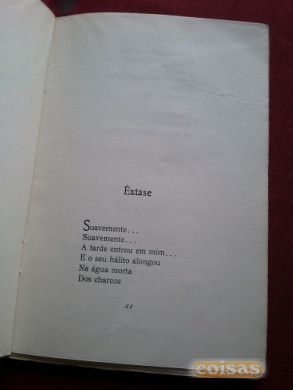 Êxtase
Suavemente...
Suavemente...
A tarde entrou em mim...
E o seu hálito alongou
Na água morta
Dos charcos
coisas